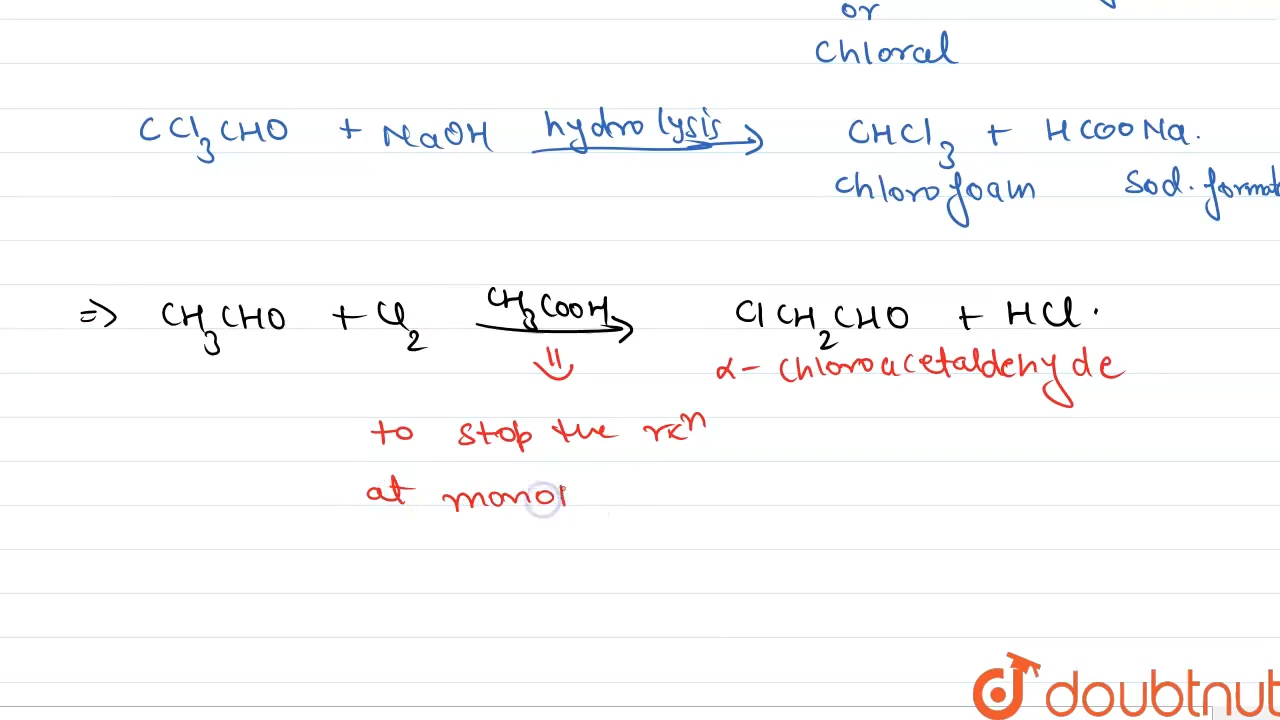 or
Chloral
CCl3CHO + NaOH hydrolysis → CHCl3 + HCOONa.
Chlorofoam Sod. format
⇒ CH3CHO + Cl2 CH3COOH → ClCH2CHO + HCl.
α- Chloroacetaldehyde
to stop the rxn
at mono
doubtnut